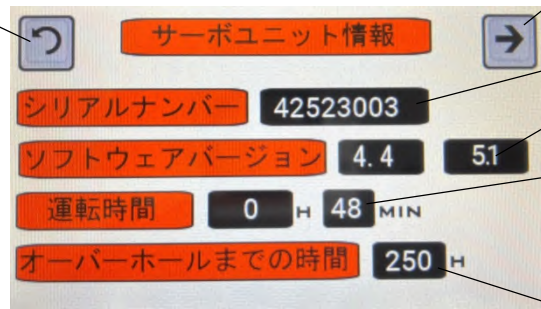 サーボユニット情報
シリアルナンバー 42523003
ソフトウェアバージョン 4.4 5.1
運転時間 0 H 48 MIN
オーバーホールまでの時間 250 H